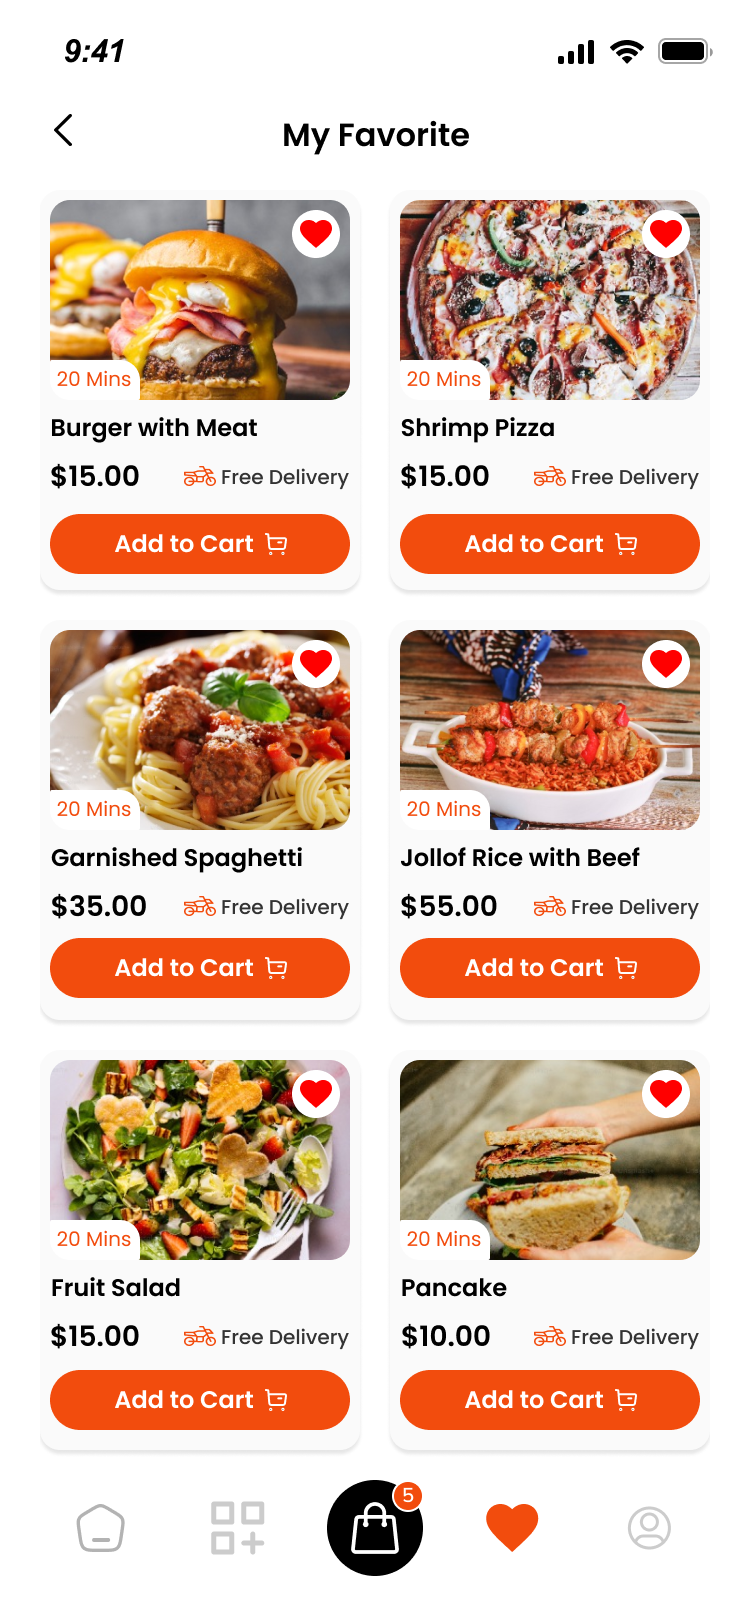 9:41
My Favorite
20 Mins
20 Mins
Burger with Meat
Shrimp Pizza
$15.00 Free Delivery
$15.00 Free Delivery
Add to Cart
Add to Cart
20 Mins
20 Mins
Garnished Spaghetti
Jollof Rice with Beef
$35.00 Free Delivery
$55.00 Free Delivery
Add to Cart
Add to Cart
20 Mins
20 Mins
Fruit Salad
Pancake
$15.00 Free Delivery
$10.00 Free Delivery
Add to Cart
Add to Cart
5